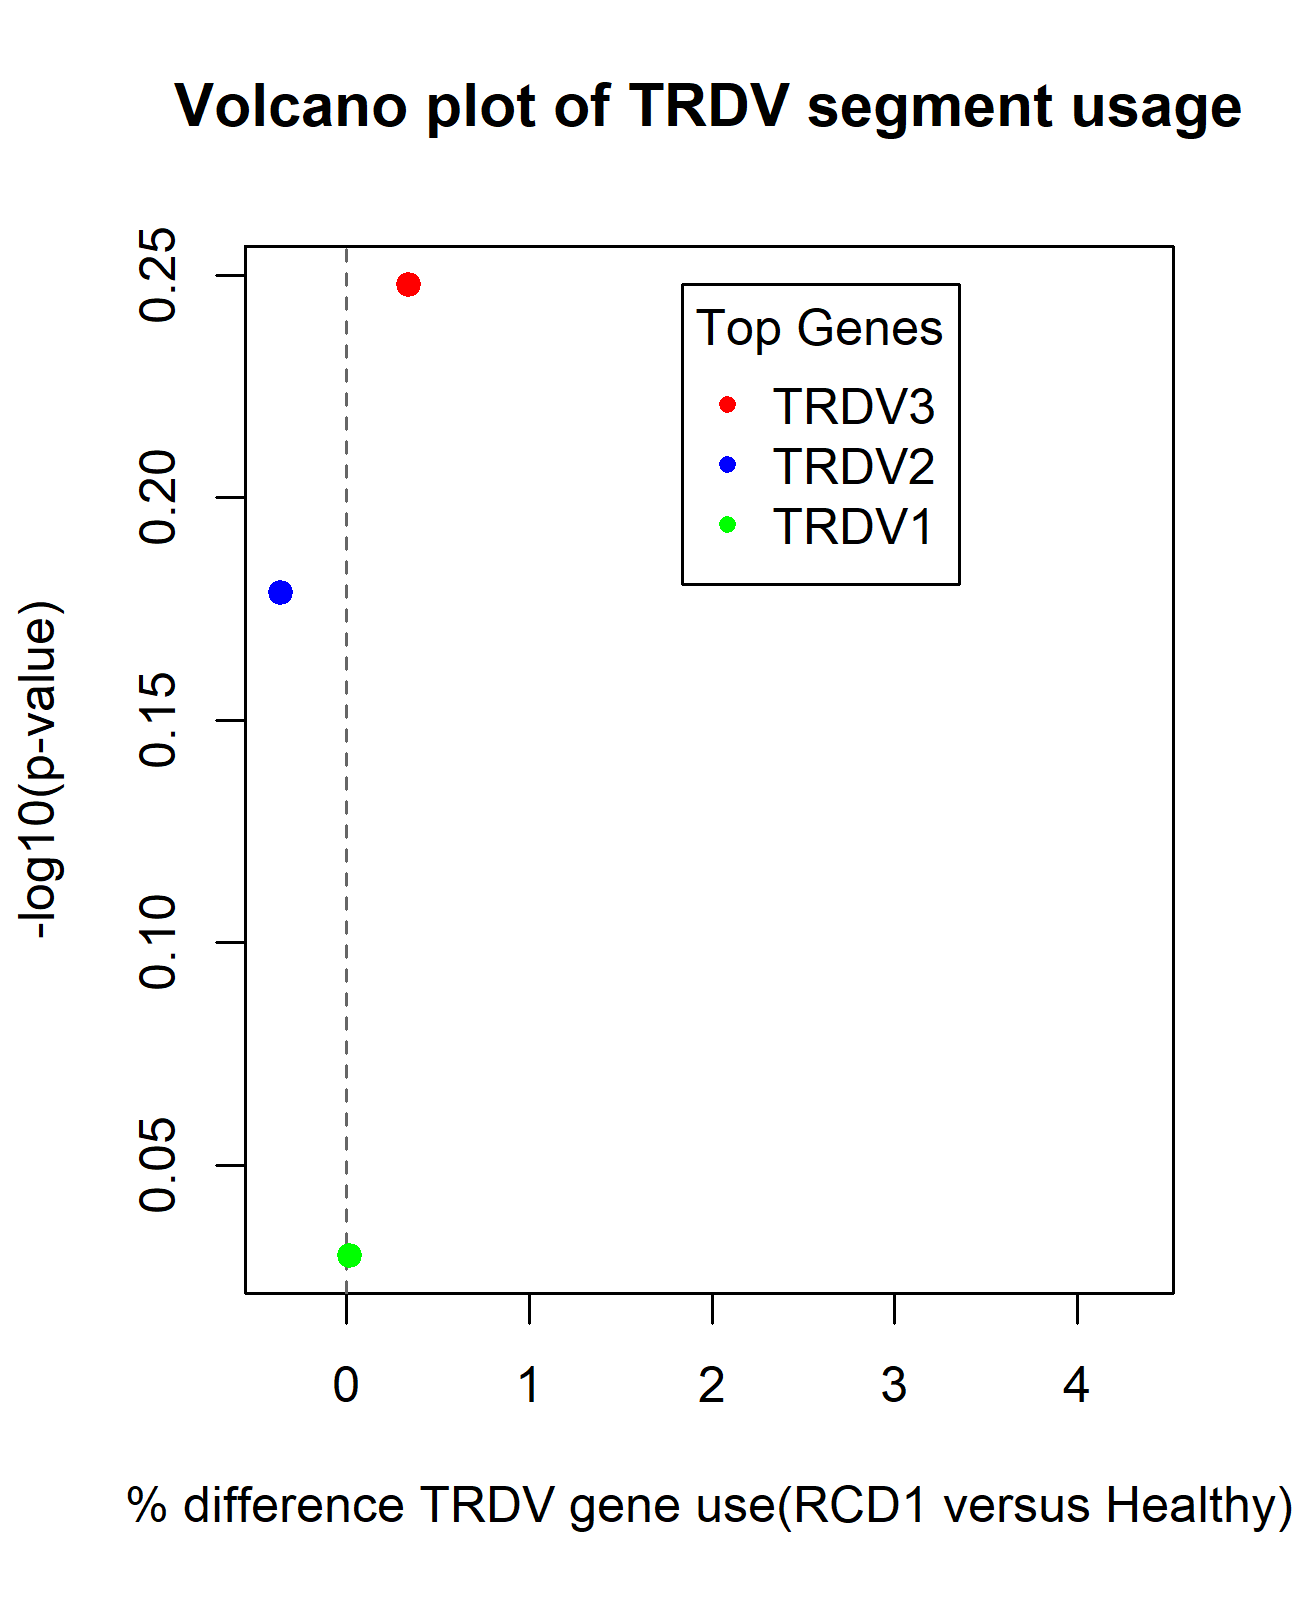 Volcano plot of TRDV segment usage
0.25
0.20
0.15
0.10
0.05
-log10(p-value)
Top Genes
TRDV3
TRDV2
TRDV1
0 1 2 3 4
% difference TRDV gene use(RCD1 versus Healthy)